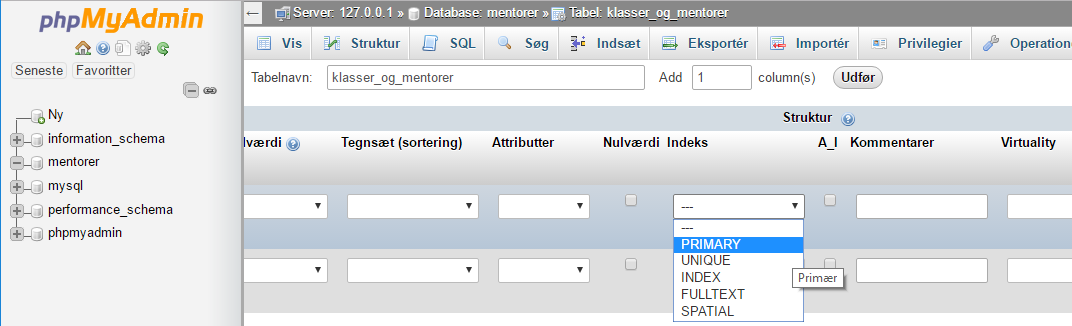 phpMyAdmin
Seneste Favoritter
Ny
information_schema
mentorer
mysql
performance_schema
phpmyadmin
Server: 127.0.0.1 » Database: mentorer » Tabel: klasser_og_mentorer
Vis Struktur SQL Søg Indsæt Eksportér Importér Privilegier Operation
Tabelnavn: klasser_og_mentorer Add 1 column(s) Udfør
Struktur
lværdi Tegnsæt (sortering) Attributter Nulværdi Indeks A_I Kommentarer Virtuality
---
---
PRIMARY
UNIQUE
INDEX
FULLTEXT
SPATIAL
Primær